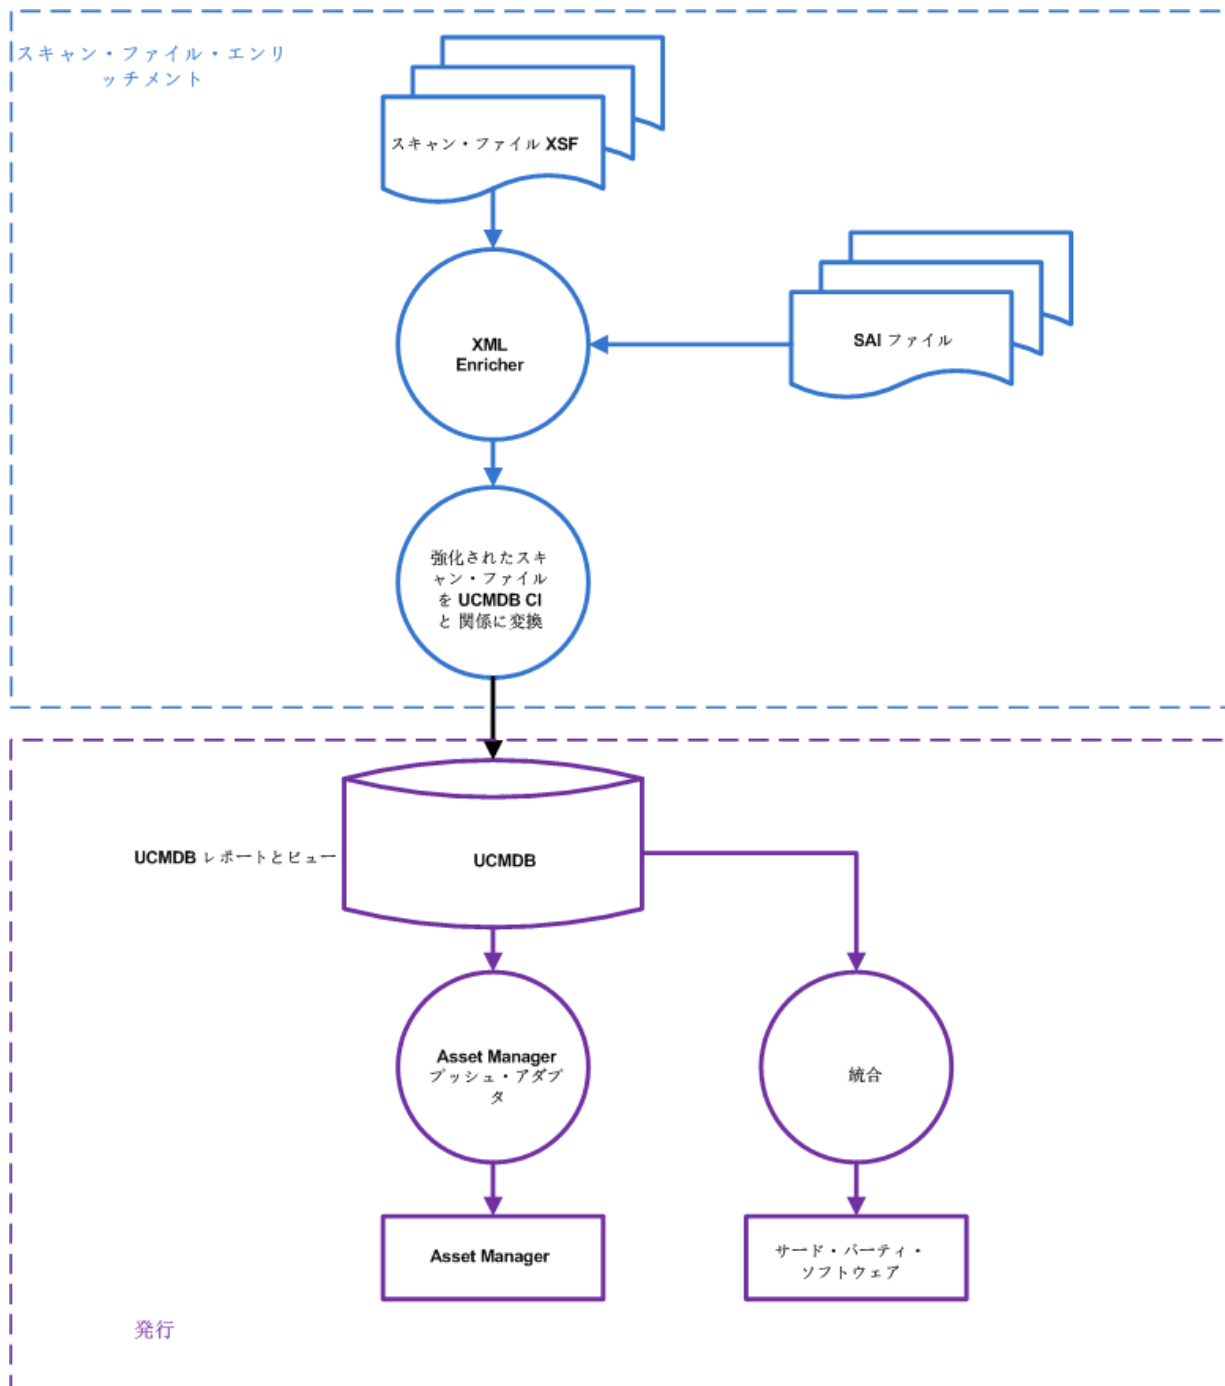 スキャン・ファイル・エンリ
ッチメント
スキャン・ファイル XSF
SAI ファイル
XML
Enricher
強化されたスキ
ャン・ファイル
を UCMDB CI
と 関係に変換
UCMDB レポートとビュー
UCMDB
Asset Manager
プッシュ・アダプ
タ
統合
Asset Manager
サード・パーティ・
ソフトウェア
発行